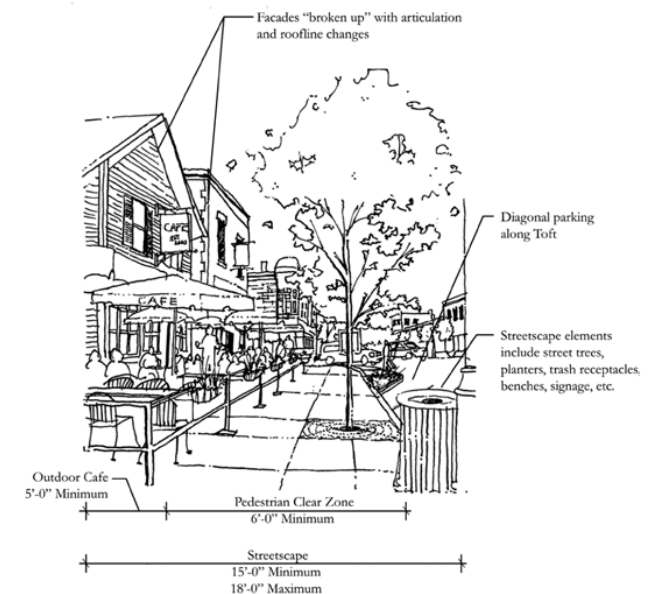 Facades “broken up” with articulation
and roofline changes
CAFE
CAFE
Diagonal parking
along Toft
Streetscape elements
include street trees,
planters, trash receptacles,
benches, signage, etc.
Outdoor Cafe
5’-0” Minimum
Pedestrian Clear Zone
6’-0” Minimum
Streetscape
15’-0” Minimum
18’-0” Maximum